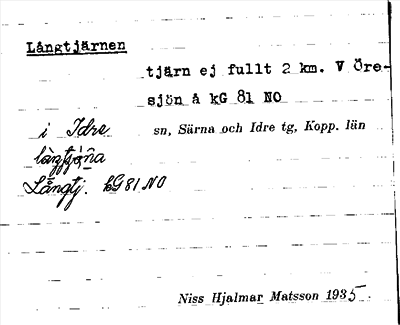 Långtjärnen
tjärn ej fullt 2 km. V Öre-
sjön å kG 81 NO
i Idre sn, Särna och Idre tg, Kopp. län
Långtj. kG 81 NO
Niss Hjalmar Matsson 1935.